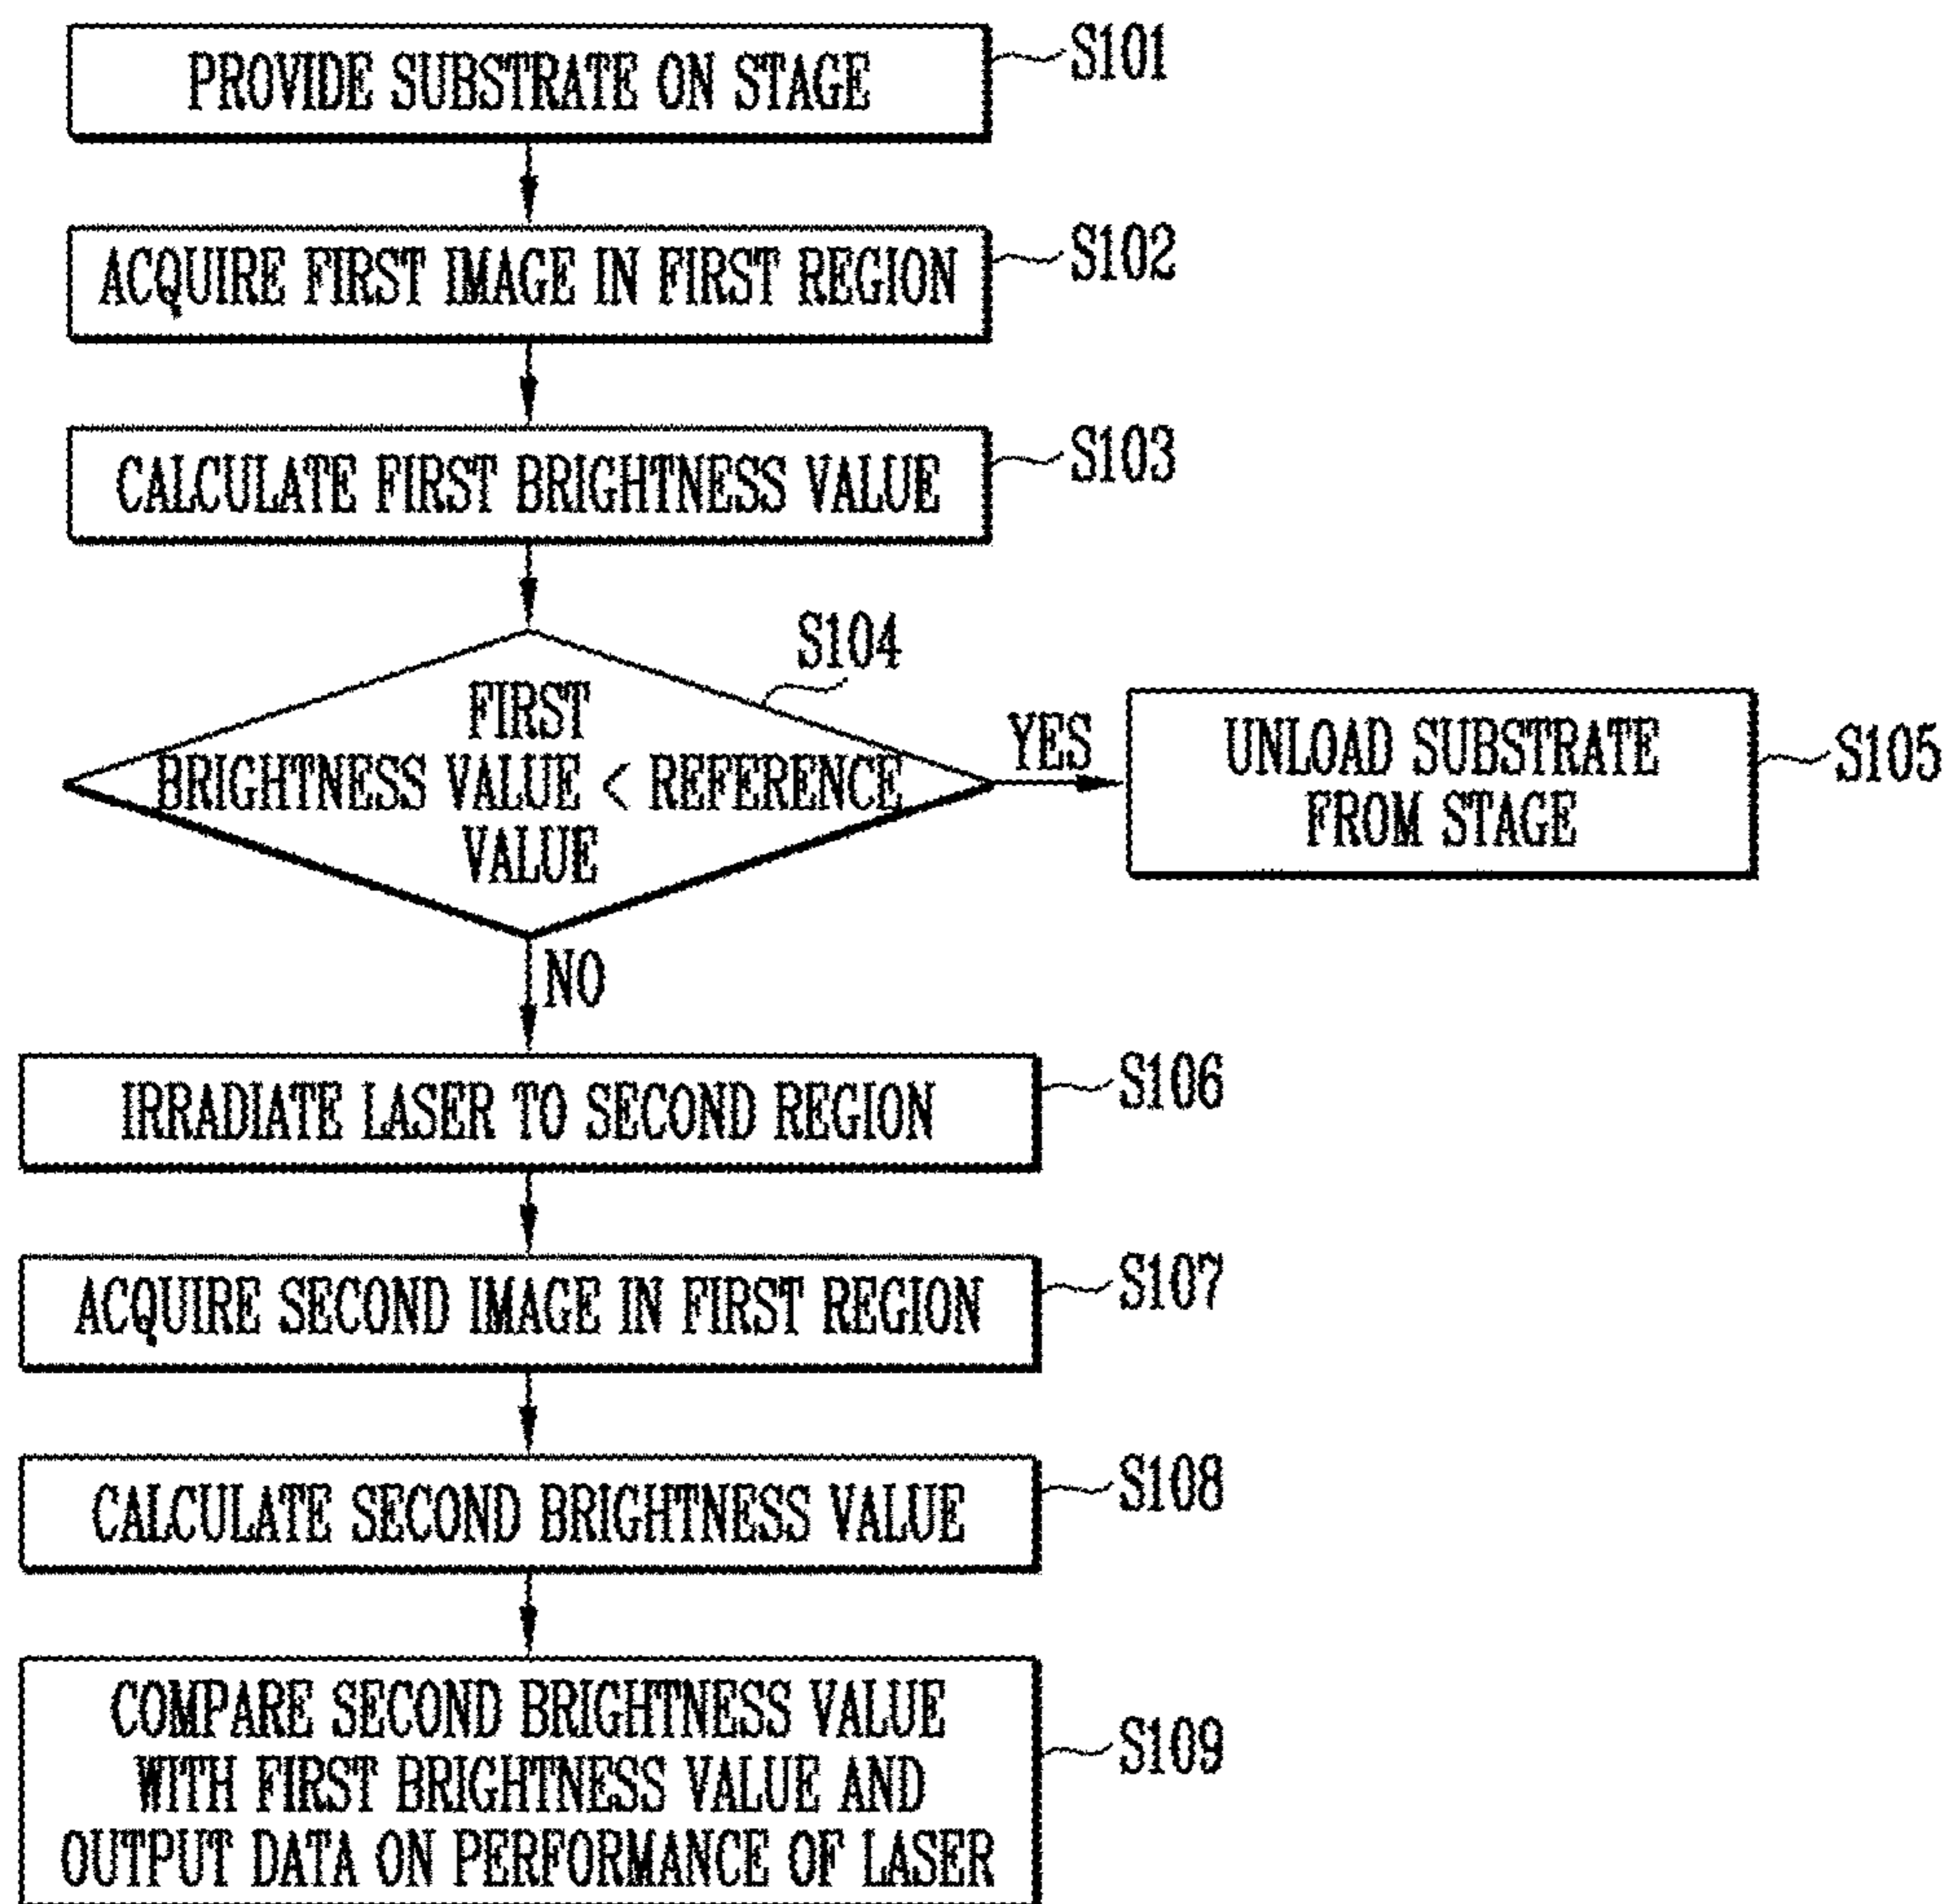 PROVIDE SUBSTRATE ON STAGE
S101
ACQUIRE FIRST IMAGE IN FIRST REGION
S102
CALCULATE FIRST BRIGHTNESS VALUE
S103
S104
FIRST
BRIGHTNESS VALUE < REFERENCE
VALUE
YES
UNLOAD SUBSTRATE
FROM STAGE
S105
NO
IRRADIATE LASER TO SECOND REGION
S106
ACQUIRE SECOND IMAGE IN FIRST REGION
S107
CALCULATE SECOND BRIGHTNESS VALUE
S108
COMPARE SECOND BRIGHTNESS VALUE
WITH FIRST BRIGHTNESS VALUE AND
OUTPUT DATA ON PERFORMANCE OF LASER
S109